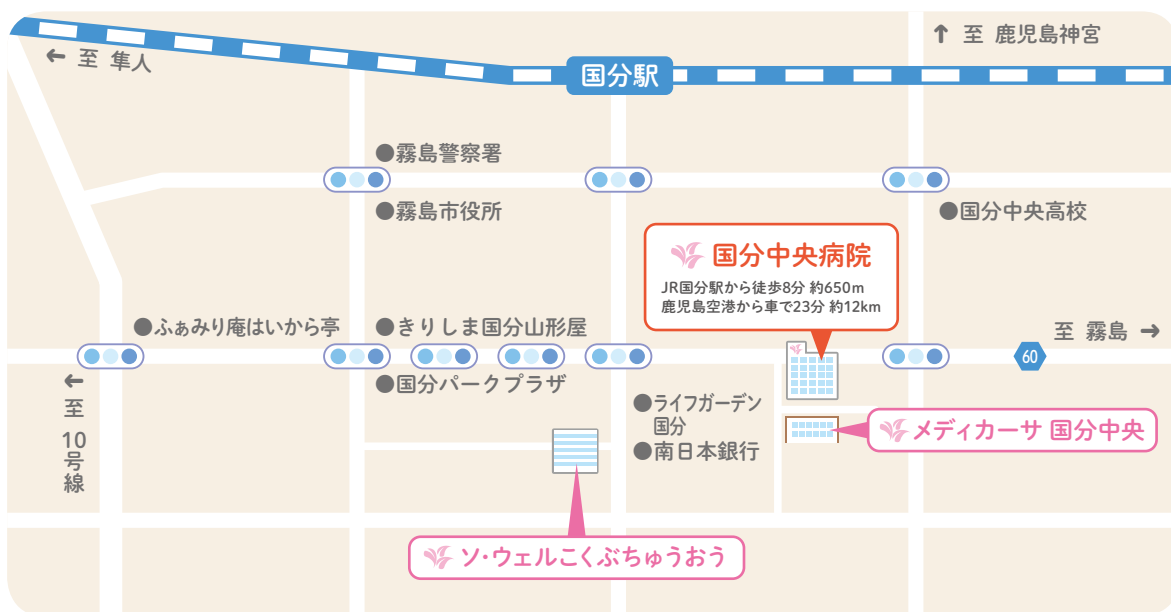 ↑ 至 鹿児島神宮
← 至 隼人
国分駅
●霧島警察署
●霧島市役所
●国分中央高校
国分中央病院
JR国分駅から徒歩8分 約650m
鹿児島空港から車で23分 約12km
●ふぁみり庵はいから亭
●きりしま国分山形屋
至 霧島 →
60
●国分パークプラザ
← 至 10号線
●ライフガーデン
国分
●南日本銀行
メディカーサ 国分中央
ソ・ウェルこくぶちゅうおう